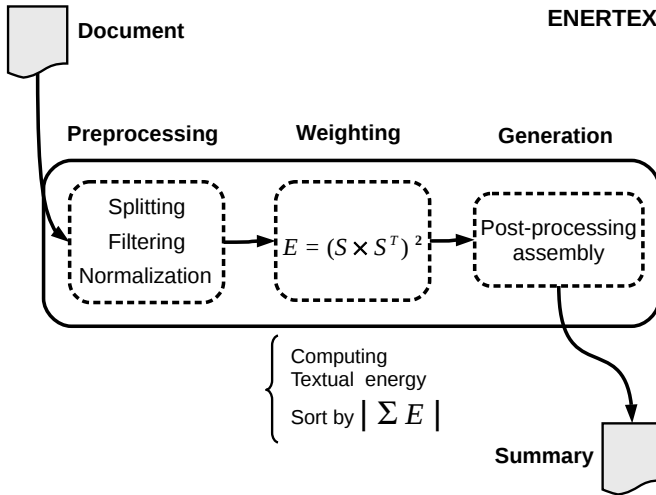 Document
ENERTEX
Preprocessing
Weighting
Generation
Splitting
Filtering
Normalization
E = (S × S^T)²
Post-processing
assembly
Computing
Textual energy
Sort by | Σ E |
Summary